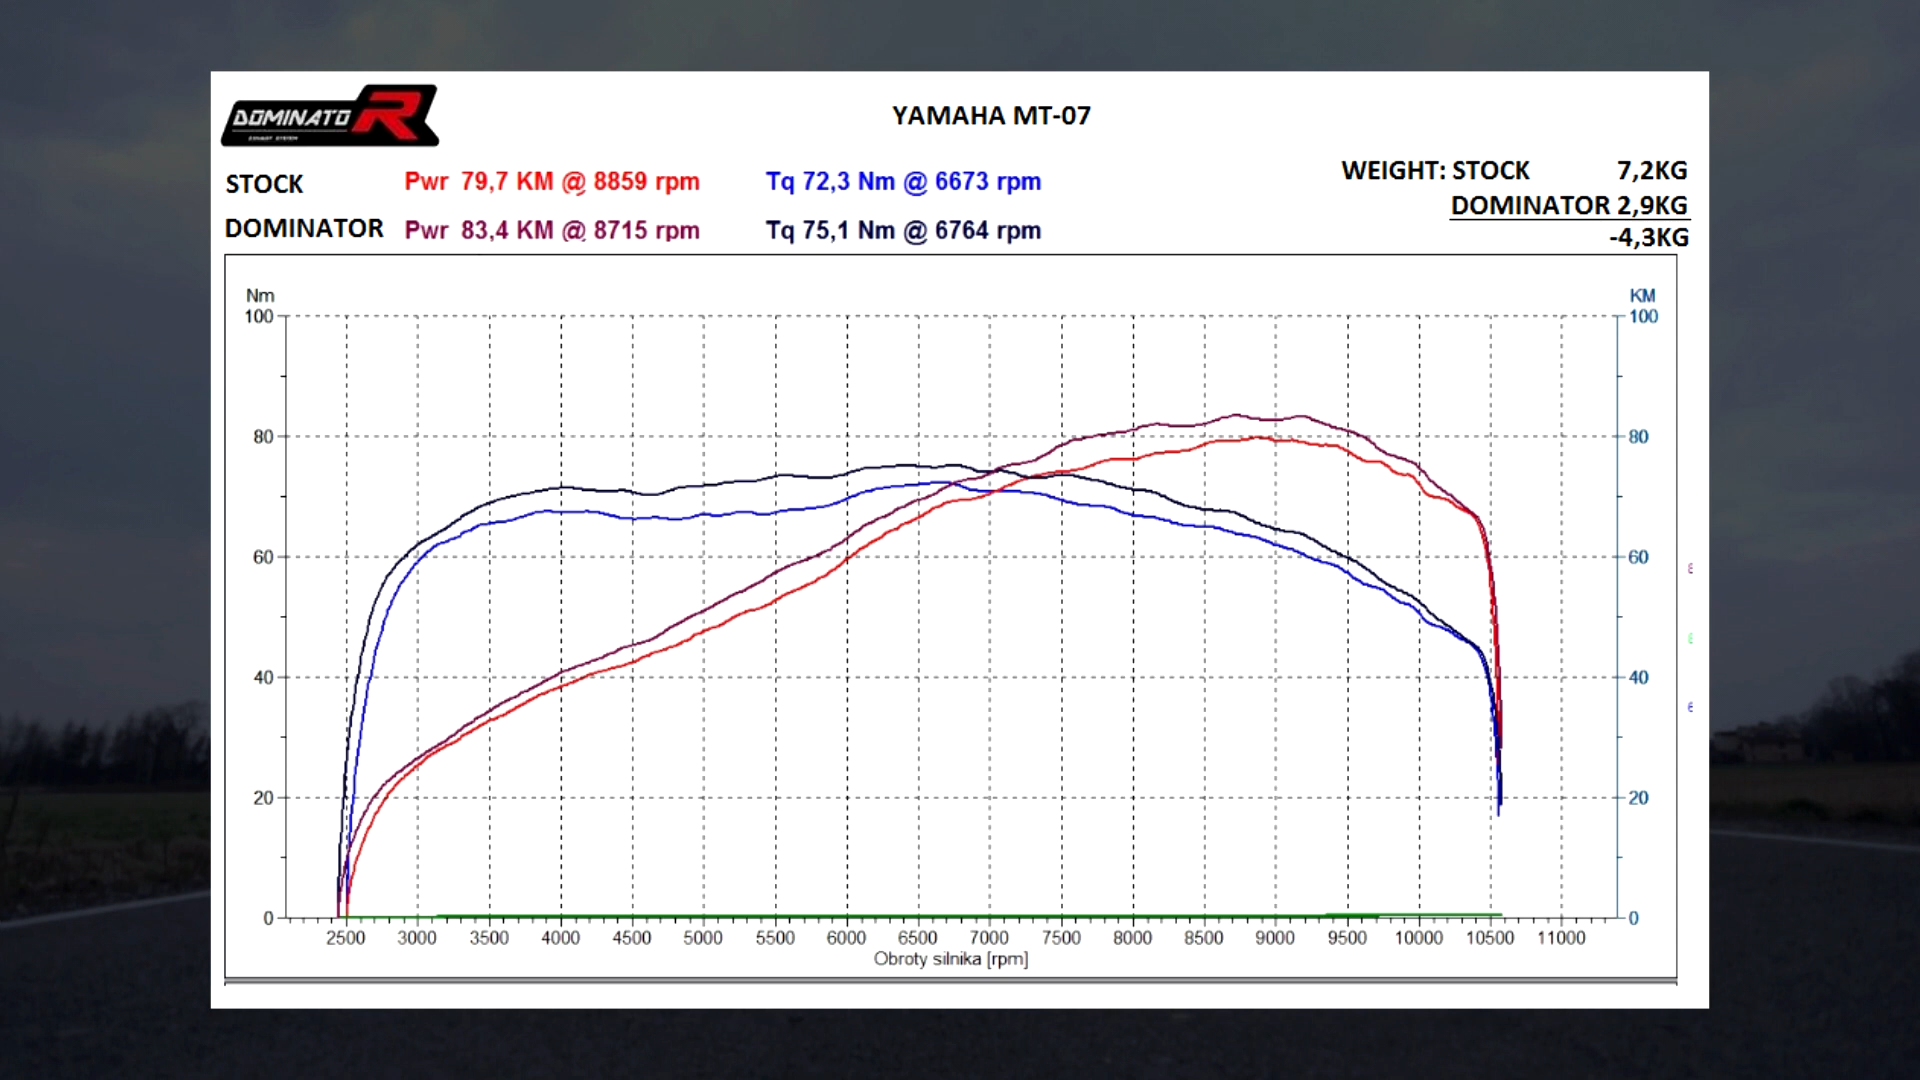 DOMINATOR
EXHAUST SYSTEM
YAMAHA MT-07
STOCK Pwr 79,7 KM @ 8859 rpm Tq 72,3 Nm @ 6673 rpm
DOMINATOR Pwr 83,4 KM @ 8715 rpm Tq 75,1 Nm @ 6764 rpm
WEIGHT: STOCK 7,2KG
DOMINATOR 2,9KG
-4,3KG
Nm KM
100 100
80 80
60 60
40 40
20 20
0 0
2500 3000 3500 4000 4500 5000 5500 6000 6500 7000 7500 8000 8500 9000 9500 10000 10500 11000
Obroty silnika [rpm]